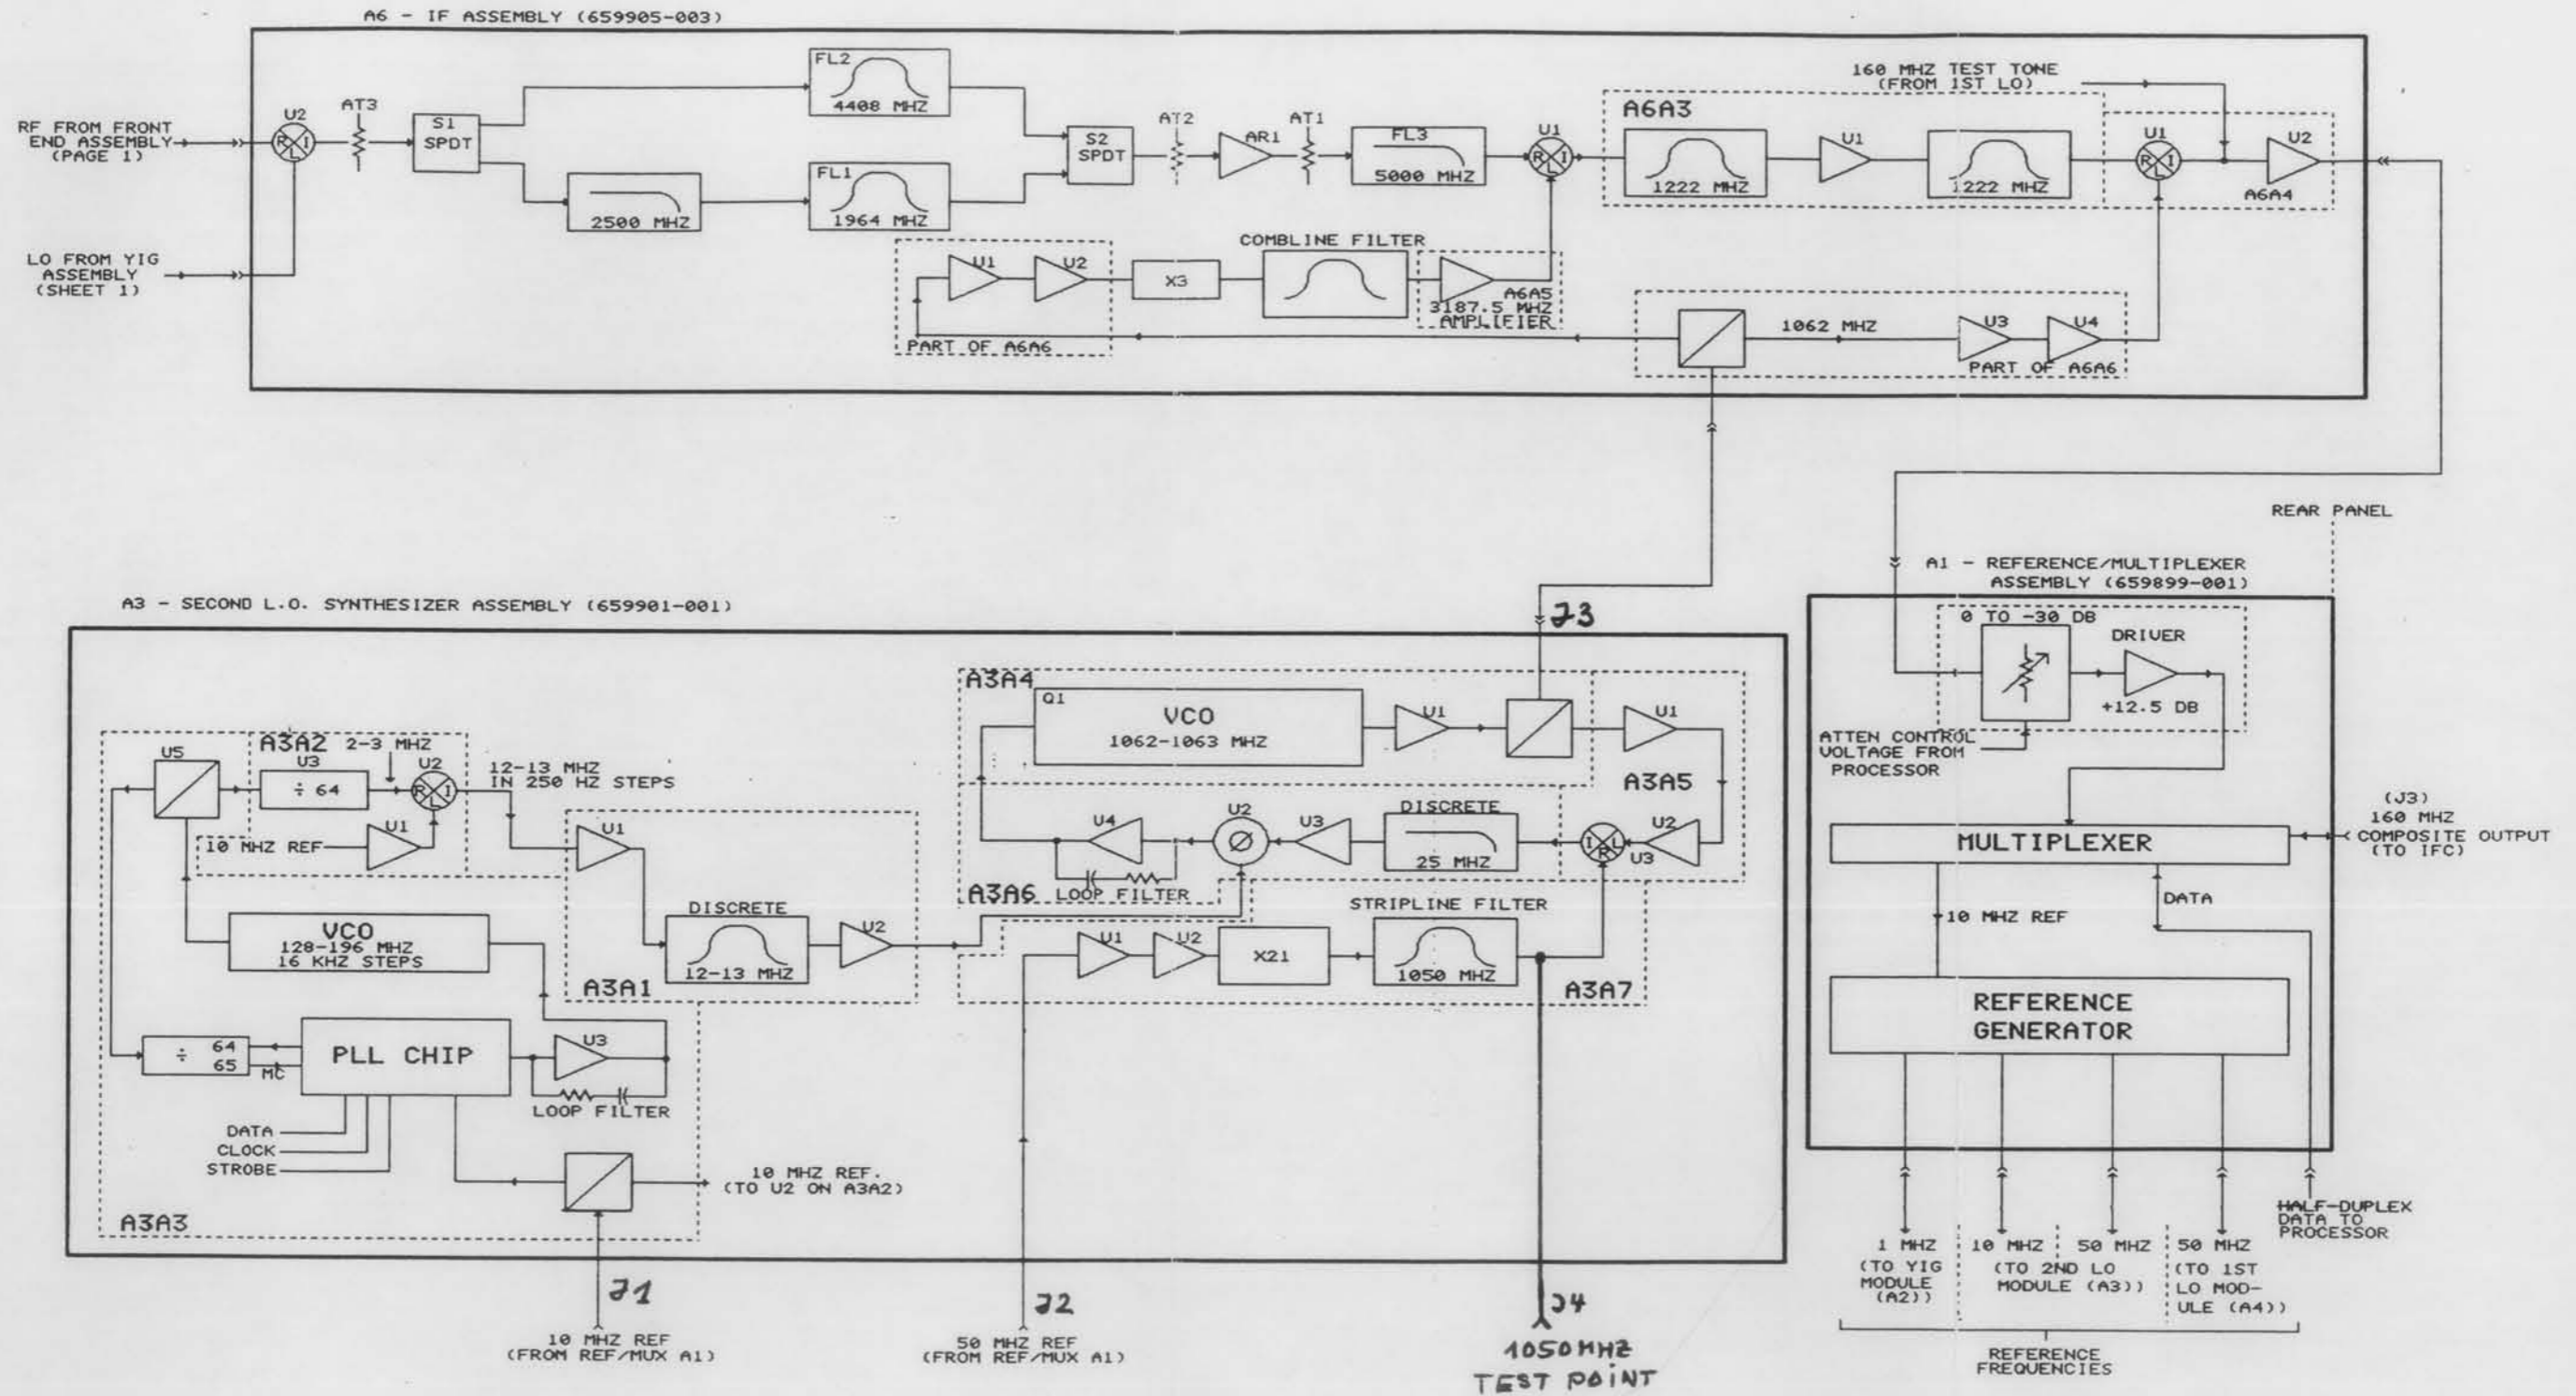 A6 - IF ASSEMBLY (659905-003)
RF FROM FRONT
END ASSEMBLY
(PAGE 1)
LO FROM YIG
ASSEMBLY
(SHEET 1)
U2
R I
L
AT3
S1
SPDT
FL2
4408 MHZ
2500 MHZ
FL1
1964 MHZ
S2
SPDT
AT2
AR1
AT1
FL3
5000 MHZ
U1
R I
L
A6A3
1222 MHZ
U1
1222 MHZ
160 MHZ TEST TONE
(FROM 1ST LO)
U1
R I
L
U2
A6A4
U1
U2
PART OF A6A6
X3
COMBLINE FILTER
A6A5
3187.5 MHZ
AMPLIFIER
1062 MHZ
U3
U4
PART OF A6A6
REAR PANEL
A1 - REFERENCE/MULTIPLEXER
ASSEMBLY (659899-001)
0 TO -30 DB
DRIVER
+12.5 DB
ATTEN CONTROL
VOLTAGE FROM
PROCESSOR
MULTIPLEXER
(J3)
160 MHZ
COMPOSITE OUTPUT
(TO IFC)
10 MHZ REF
DATA
REFERENCE
GENERATOR
HALF-DUPLEX
DATA TO
PROCESSOR
1 MHZ
(TO YIG
MODULE
(A2))
10 MHZ
50 MHZ
(TO 2ND LO
MODULE (A3))
50 MHZ
(TO 1ST
LO MOD-
ULE (A4))
REFERENCE
FREQUENCIES
A3 - SECOND L.O. SYNTHESIZER ASSEMBLY (659901-001)
J3
A3A4
Q1
VCO
1062-1063 MHZ
U1
U1
A3A5
U2
U3
I L
R
DISCRETE
25 MHZ
U3
U2
Ø
U4
LOOP FILTER
A3A6
STRIPLINE FILTER
U1
U2
X21
1050 MHZ
A3A7
U5
A3A2
2-3 MHZ
U3
÷ 64
U2
R I
L
10 MHZ REF
U1
12-13 MHZ
IN 250 HZ STEPS
U1
DISCRETE
12-13 MHZ
U2
A3A1
VCO
128-196 MHZ
16 KHZ STEPS
÷ 64
65
MC
PLL CHIP
U3
LOOP FILTER
DATA
CLOCK
STROBE
10 MHZ REF.
(TO U2 ON A3A2)
A3A3
J1
10 MHZ REF
(FROM REF/MUX A1)
J2
50 MHZ REF
(FROM REF/MUX A1)
J4
1050MHZ
TEST POINT